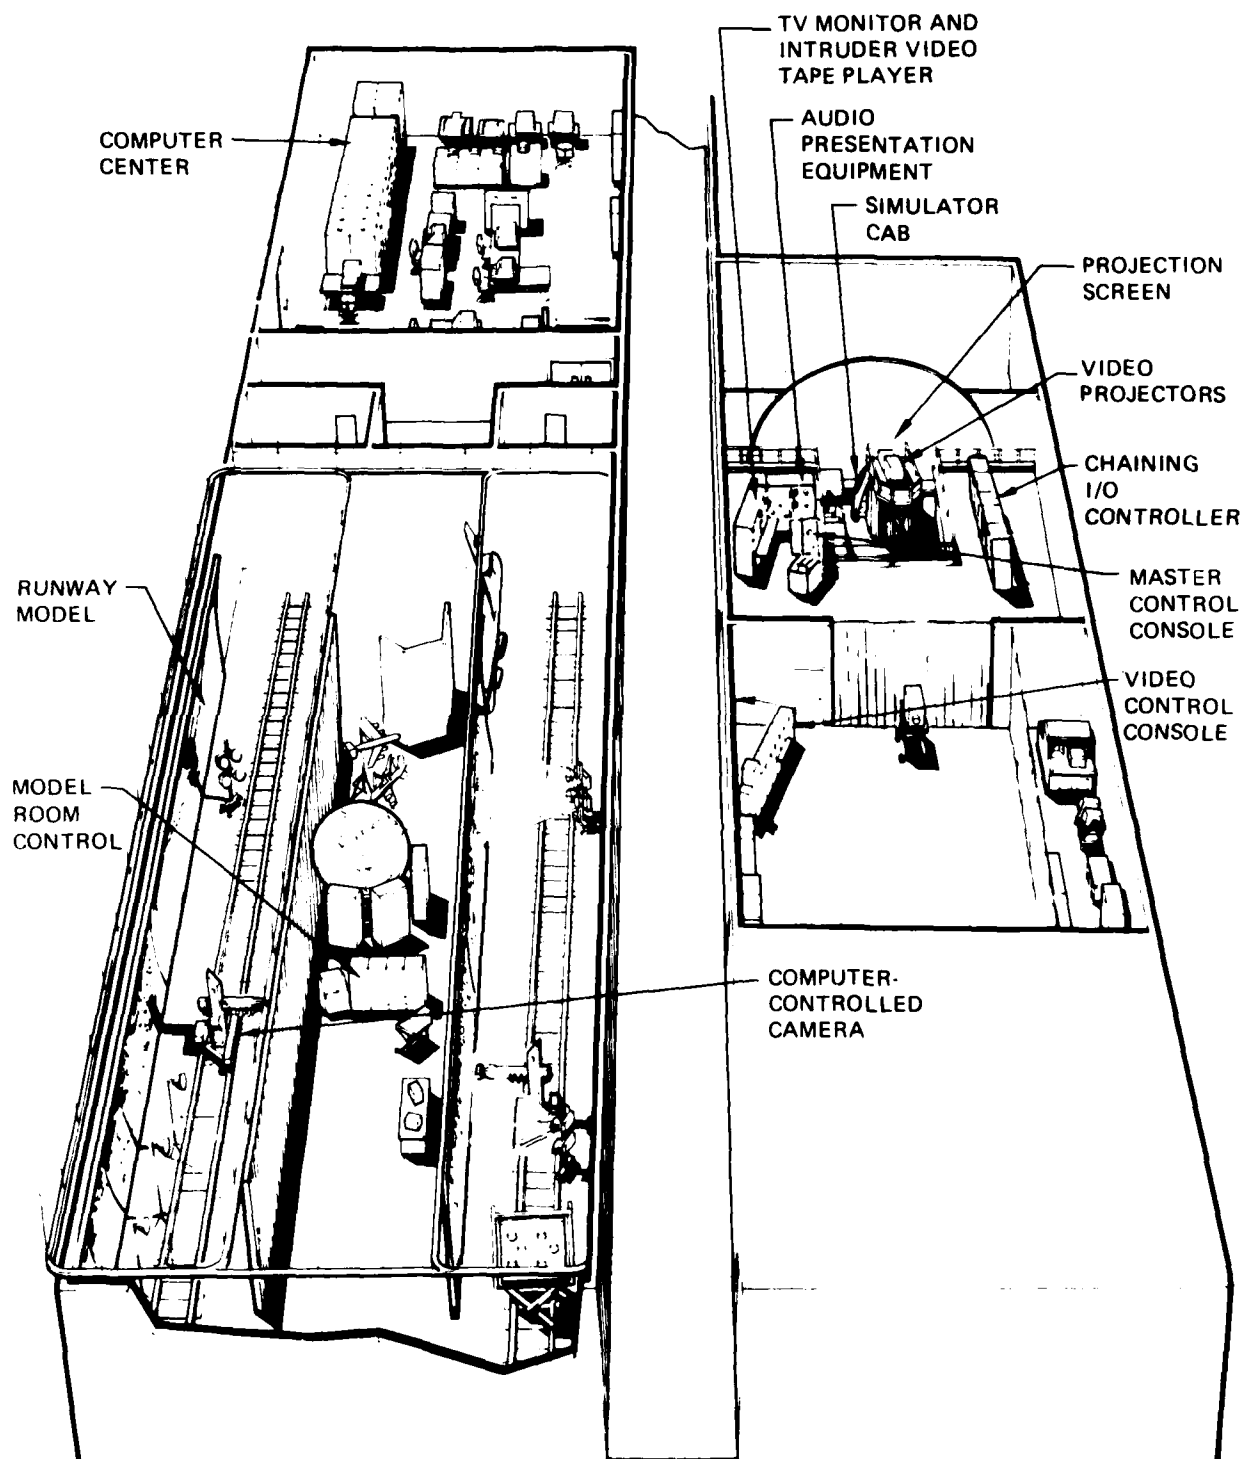 TV MONITOR AND
INTRUDER VIDEO
TAPE PLAYER
AUDIO
PRESENTATION
EQUIPMENT
COMPUTER
CENTER
SIMULATOR
CAB
PROJECTION
SCREEN
VIDEO
PROJECTORS
CHAINING
I/O
CONTROLLER
RUNWAY
MODEL
MASTER
CONTROL
CONSOLE
VIDEO
CONTROL
CONSOLE
MODEL
ROOM
CONTROL
COMPUTER-
CONTROLLED
CAMERA